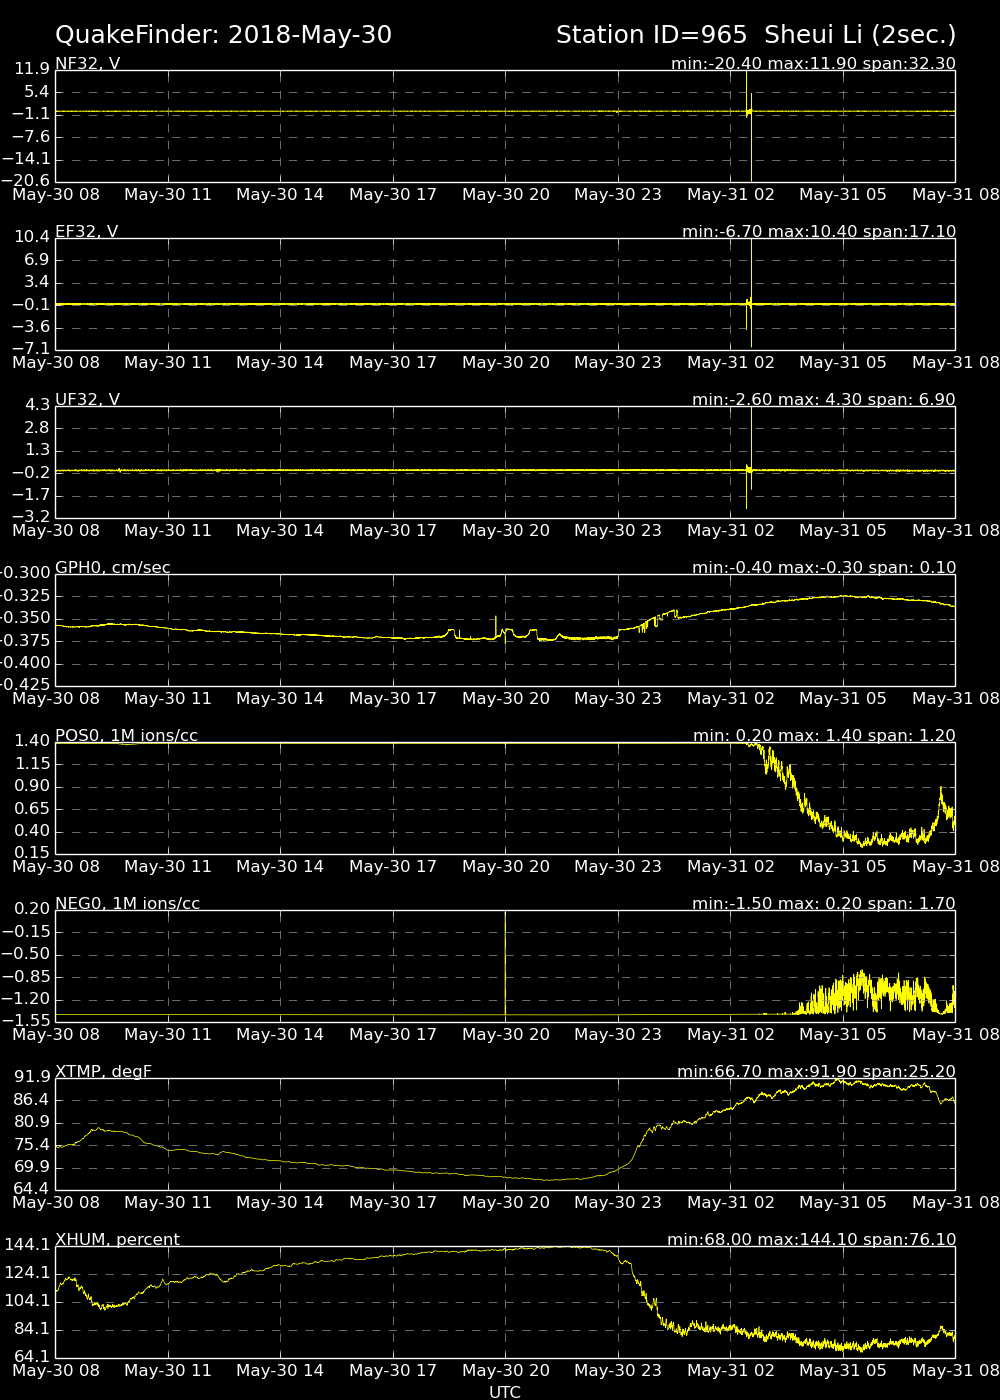 QuakeFinder: 2018-May-30 Station ID=965 Sheui Li (2sec.)
NF32, V min:-20.40 max:11.90 span:32.30
11.9
5.4
−1.1
−7.6
−14.1
−20.6
May-30 08 May-30 11 May-30 14 May-30 17 May-30 20 May-30 23 May-31 02 May-31 05 May-31 08
EF32, V min:-6.70 max:10.40 span:17.10
10.4
6.9
3.4
−0.1
−3.6
−7.1
May-30 08 May-30 11 May-30 14 May-30 17 May-30 20 May-30 23 May-31 02 May-31 05 May-31 08
UF32, V min:-2.60 max: 4.30 span: 6.90
4.3
2.8
1.3
−0.2
−1.7
−3.2
May-30 08 May-30 11 May-30 14 May-30 17 May-30 20 May-30 23 May-31 02 May-31 05 May-31 08
GPH0, cm/sec min:-0.40 max:-0.30 span: 0.10
−0.300
−0.325
−0.350
−0.375
−0.400
−0.425
May-30 08 May-30 11 May-30 14 May-30 17 May-30 20 May-30 23 May-31 02 May-31 05 May-31 08
POS0, 1M ions/cc min: 0.20 max: 1.40 span: 1.20
1.40
1.15
0.90
0.65
0.40
0.15
May-30 08 May-30 11 May-30 14 May-30 17 May-30 20 May-30 23 May-31 02 May-31 05 May-31 08
NEG0, 1M ions/cc min:-1.50 max: 0.20 span: 1.70
0.20
−0.15
−0.50
−0.85
−1.20
−1.55
May-30 08 May-30 11 May-30 14 May-30 17 May-30 20 May-30 23 May-31 02 May-31 05 May-31 08
XTMP, degF min:66.70 max:91.90 span:25.20
91.9
86.4
80.9
75.4
69.9
64.4
May-30 08 May-30 11 May-30 14 May-30 17 May-30 20 May-30 23 May-31 02 May-31 05 May-31 08
XHUM, percent min:68.00 max:144.10 span:76.10
144.1
124.1
104.1
84.1
64.1
May-30 08 May-30 11 May-30 14 May-30 17 May-30 20 May-30 23 May-31 02 May-31 05 May-31 08
UTC